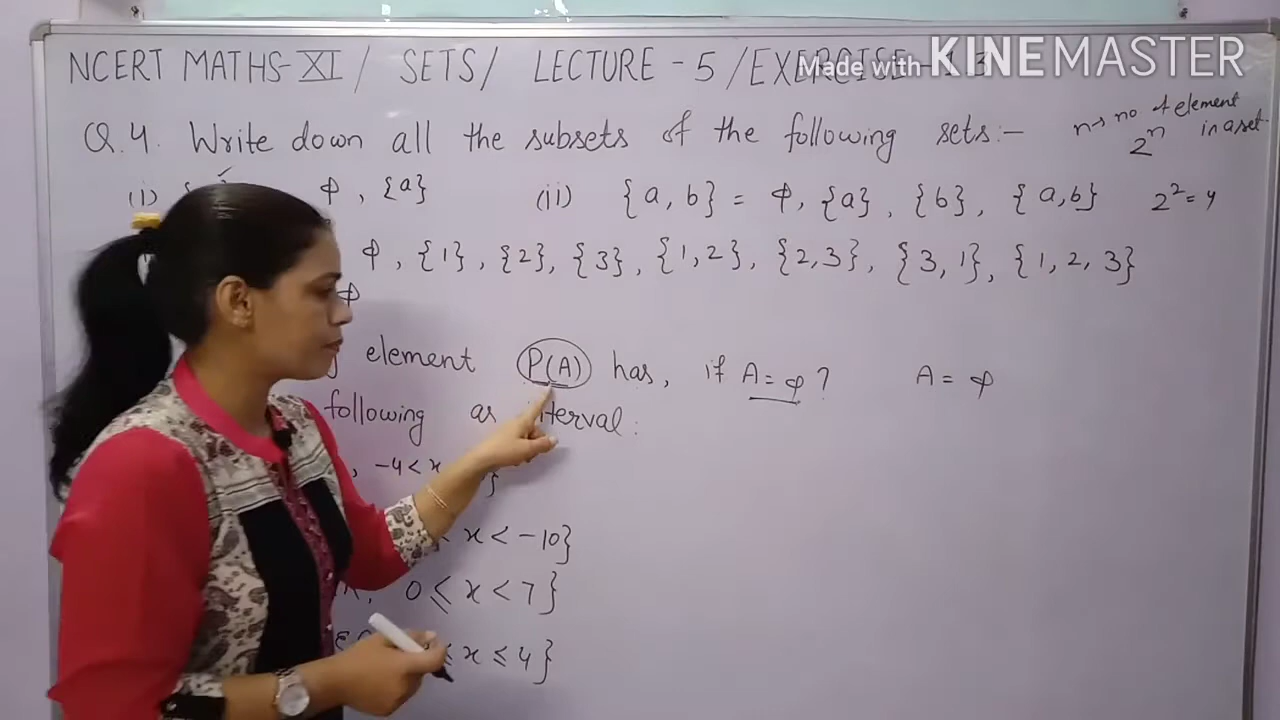 NCERT MATHS-XI / SETS / LECTURE - 5 / EXERCISE
Made with KINEMASTER
Q.4. Write down all the subsets of the following sets:-
n→ no of element in a set.
2ⁿ
(i) φ, {a} (ii) {a, b} = φ, {a}, {b}, {a,b} 2² = 4
φ, {1}, {2}, {3}, {1,2}, {2,3}, {3,1}, {1, 2, 3}
φ
element P(A) has, if A = φ? A = φ
following as interval:
, -4 < x }
< x < -10}
, 0 ≤ x < 7}
≤ x ≤ 4}